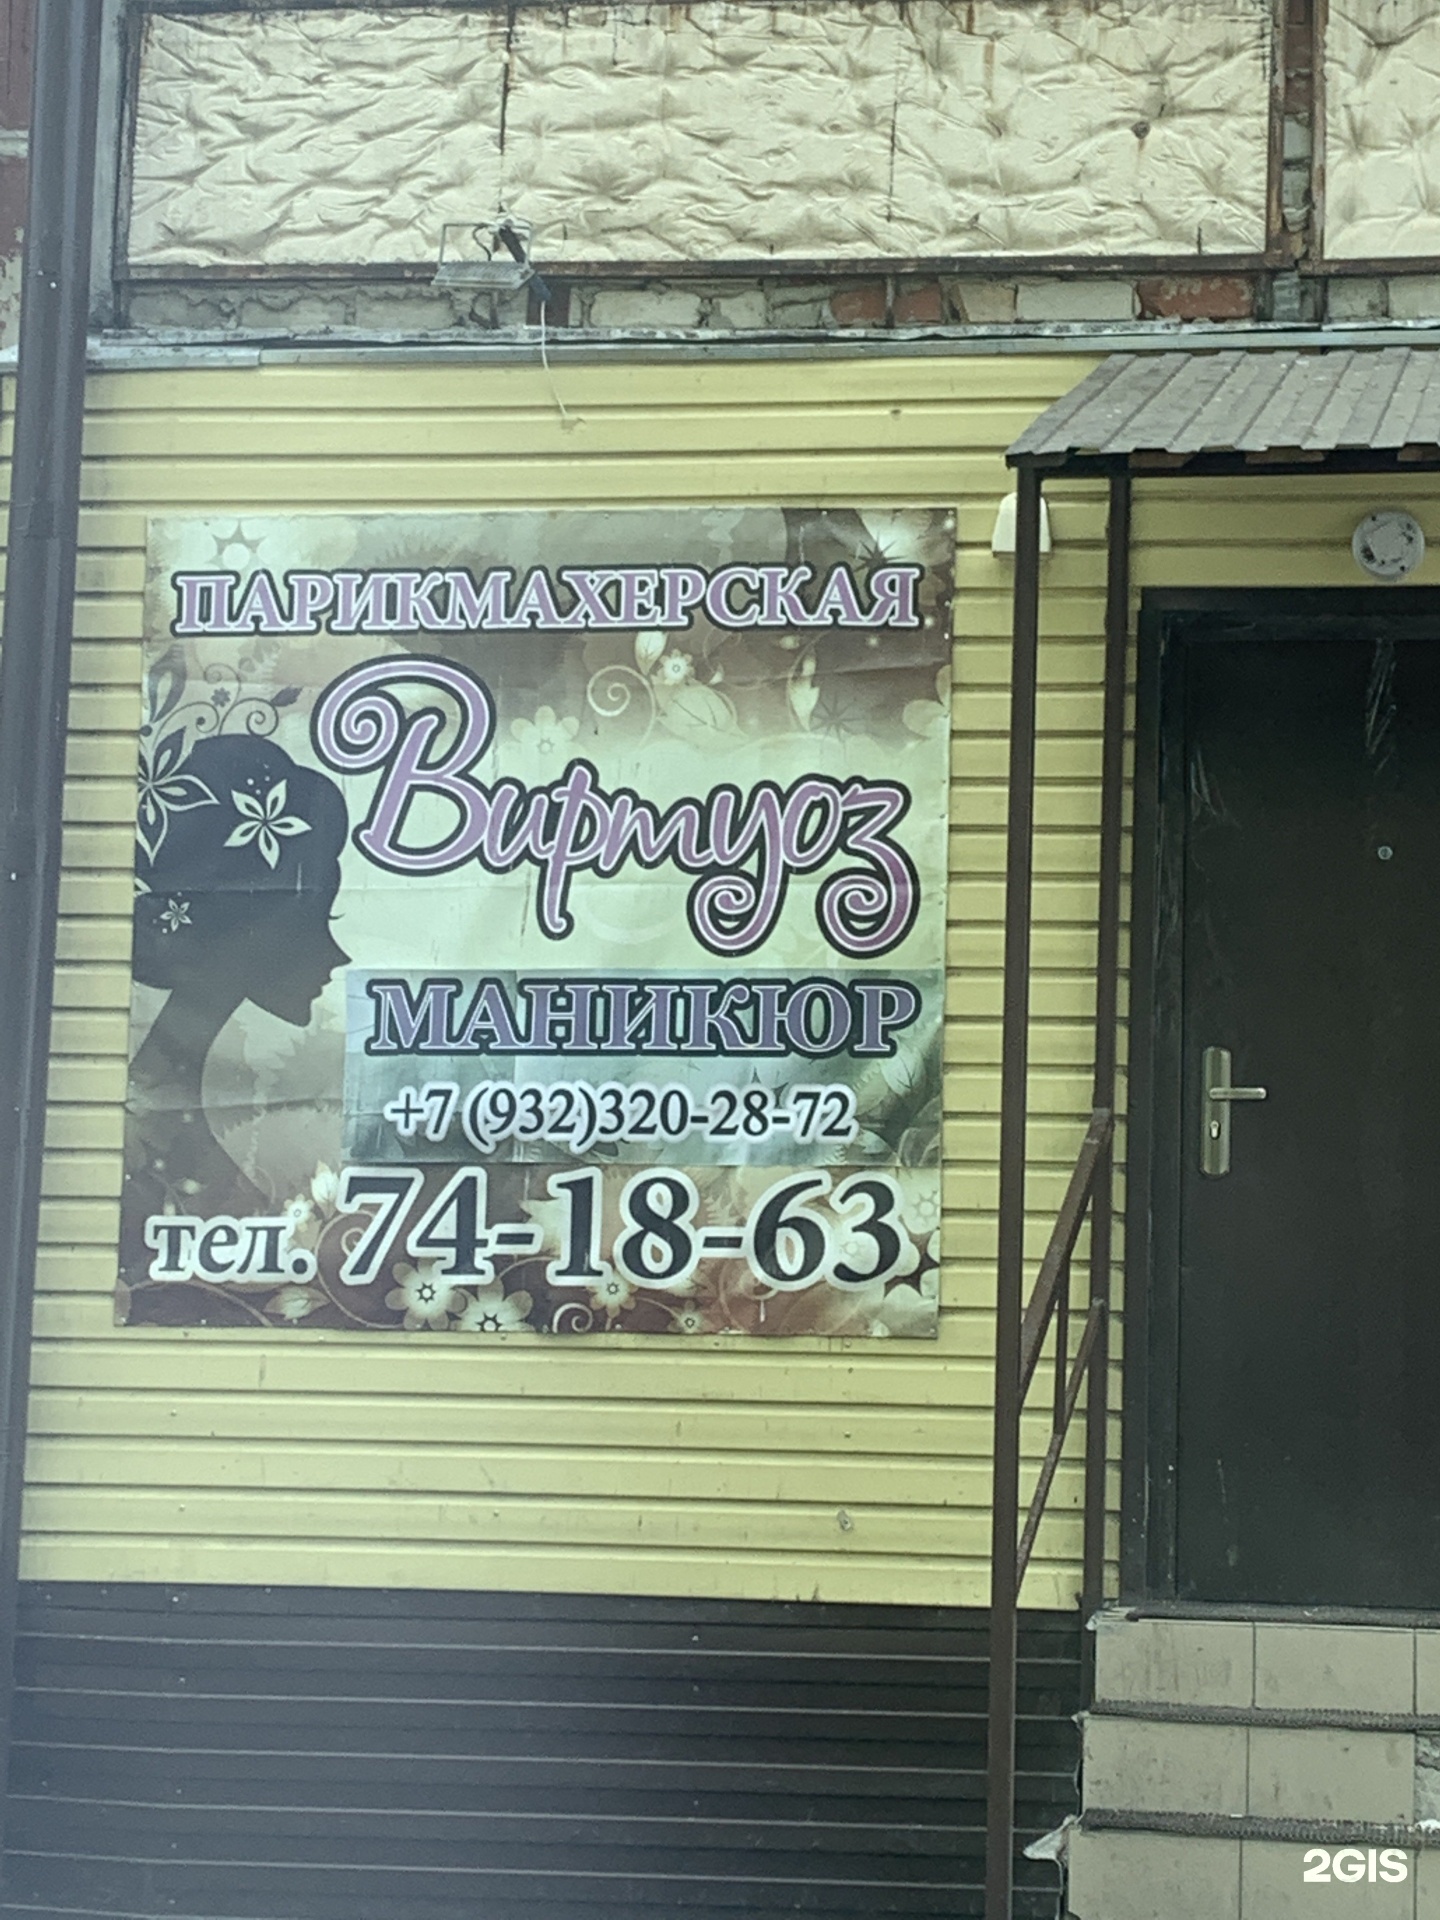 ПАРИКМАХЕРСКАЯ
Виртуоз
МАНИКЮР
+7 (932)320-28-72
тел. 74-18-63
2GIS